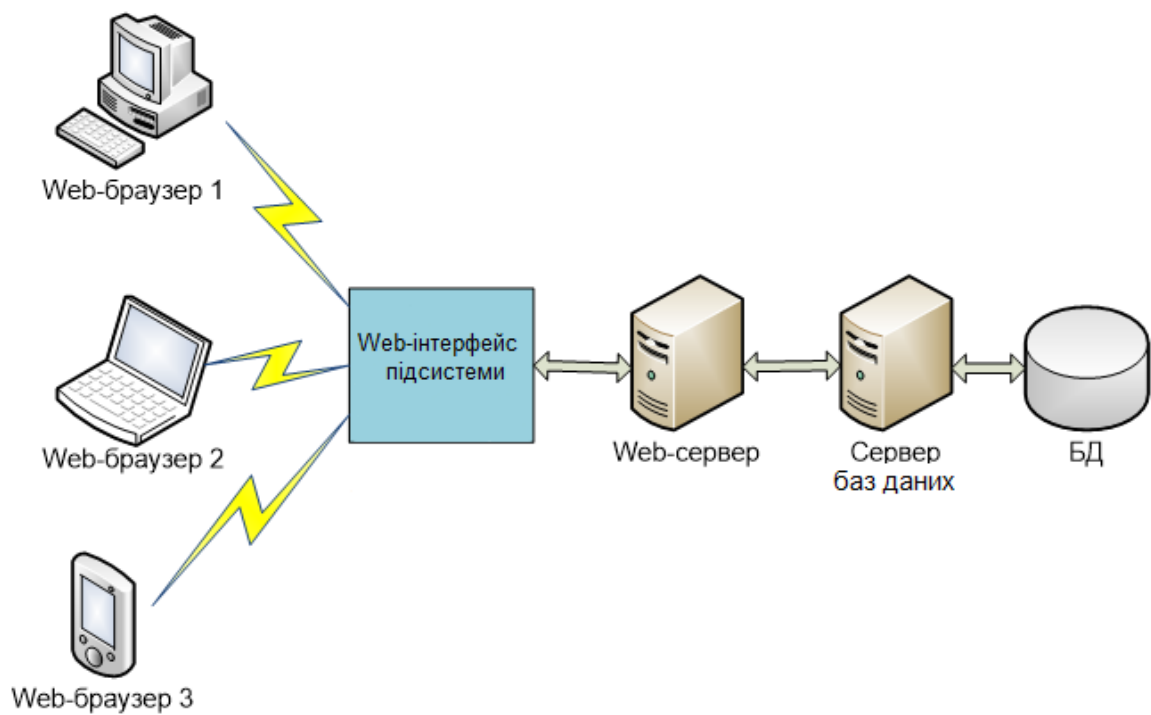 Web-браузер 1
Web-браузер 2
Web-браузер 3
Web-інтерфейс
підсистеми
Web-сервер
Сервер
баз даних
БД